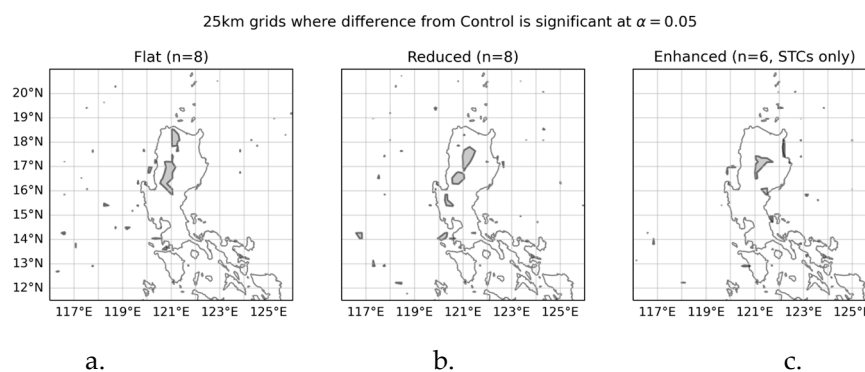 25km grids where difference from Control is significant at α = 0.05
Flat (n=8)
Reduced (n=8)
Enhanced (n=6, STCs only)
20°N
19°N
18°N
17°N
16°N
15°N
14°N
13°N
12°N
117°E 119°E 121°E 123°E 125°E
117°E 119°E 121°E 123°E 125°E
117°E 119°E 121°E 123°E 125°E
a.
b.
c.